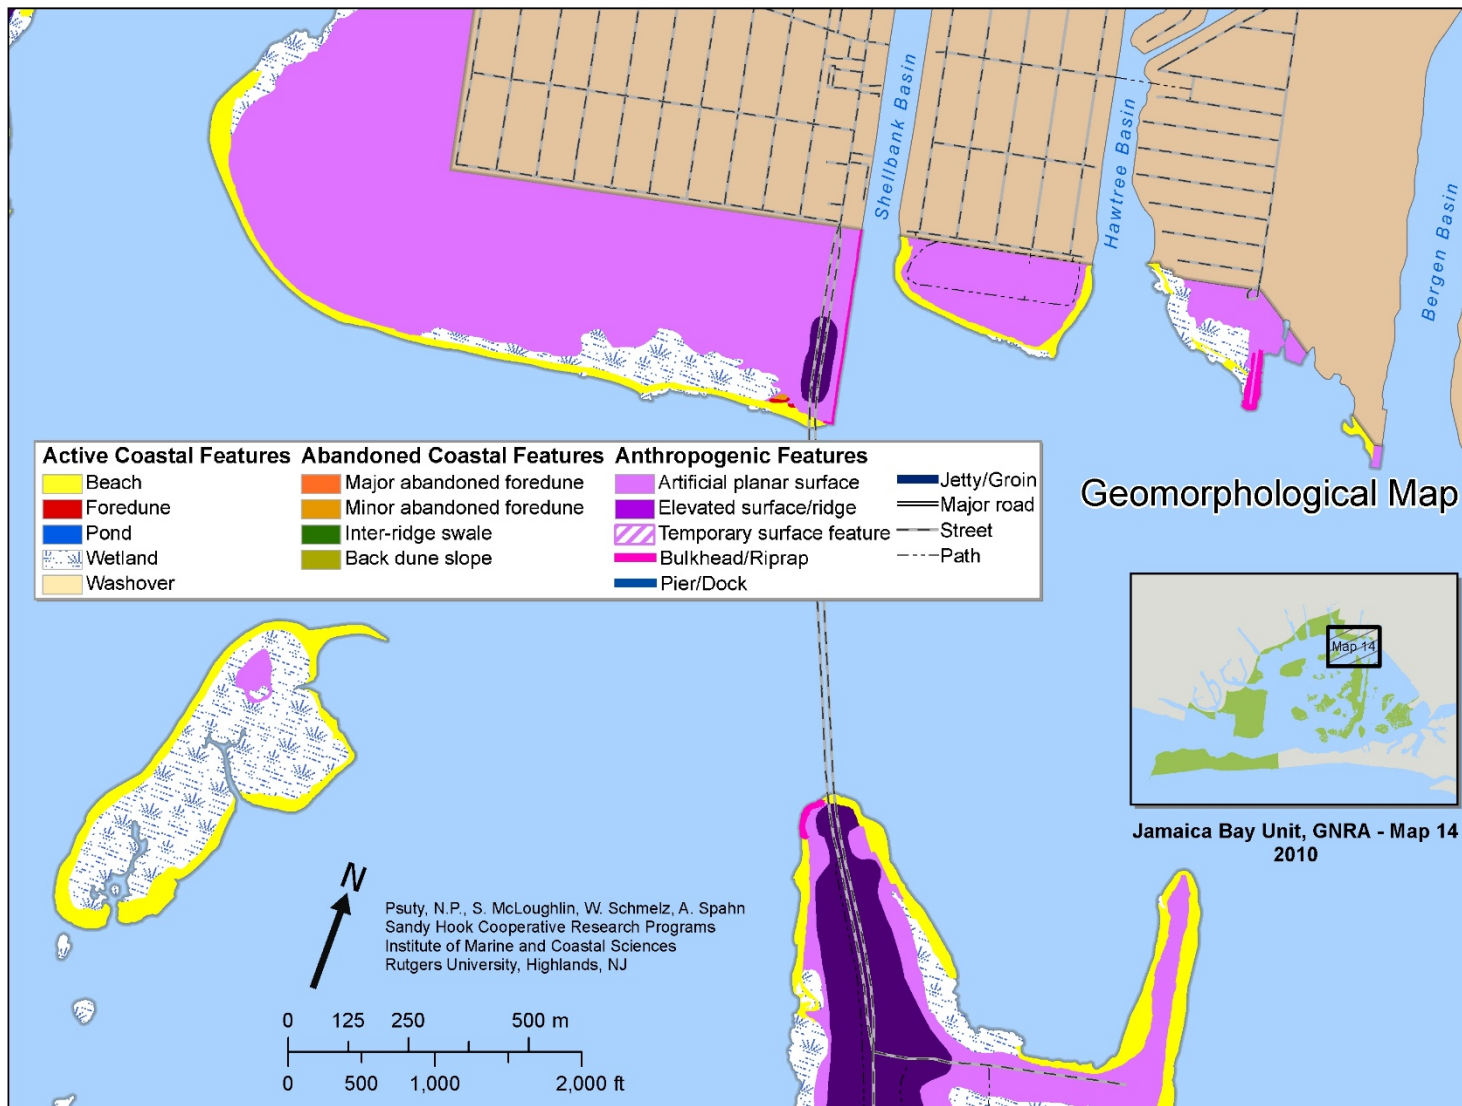 Shellbank Basin
Hawtree Basin
Bergen Basin
Active Coastal Features
Beach
Foredune
Pond
Wetland
Washover
Abandoned Coastal Features
Major abandoned foredune
Minor abandoned foredune
Inter-ridge swale
Back dune slope
Anthropogenic Features
Artificial planar surface
Elevated surface/ridge
Temporary surface feature
Bulkhead/Riprap
Pier/Dock
Jetty/Groin
Major road
Street
Path
Geomorphological Map
Map 14
Jamaica Bay Unit, GNRA - Map 14
2010
N
Psuty, N.P., S. McLoughlin, W. Schmelz, A. Spahn
Sandy Hook Cooperative Research Programs
Institute of Marine and Coastal Sciences
Rutgers University, Highlands, NJ
0 125 250 500 m
0 500 1,000 2,000 ft